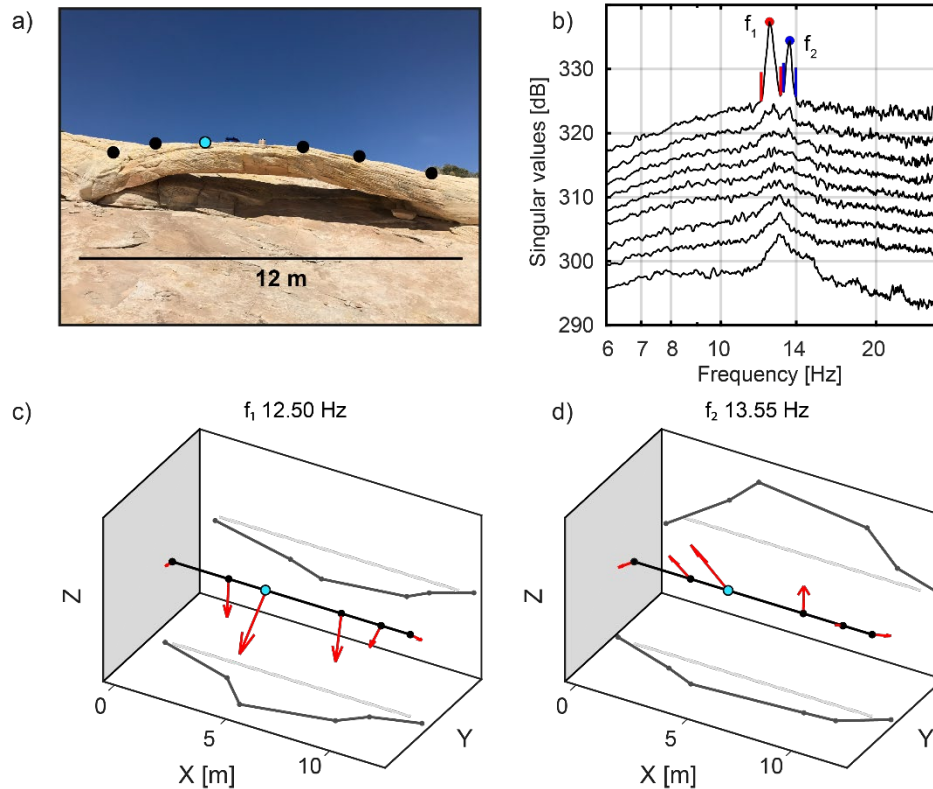 a)
12 m
b)
f1
f2
Singular values [dB]
330
320
310
300
290
6 7 8 10 14 20
Frequency [Hz]
c)
f1 12.50 Hz
Z
0
5
10
X [m]
Y
d)
f2 13.55 Hz
Z
0
5
10
X [m]
Y